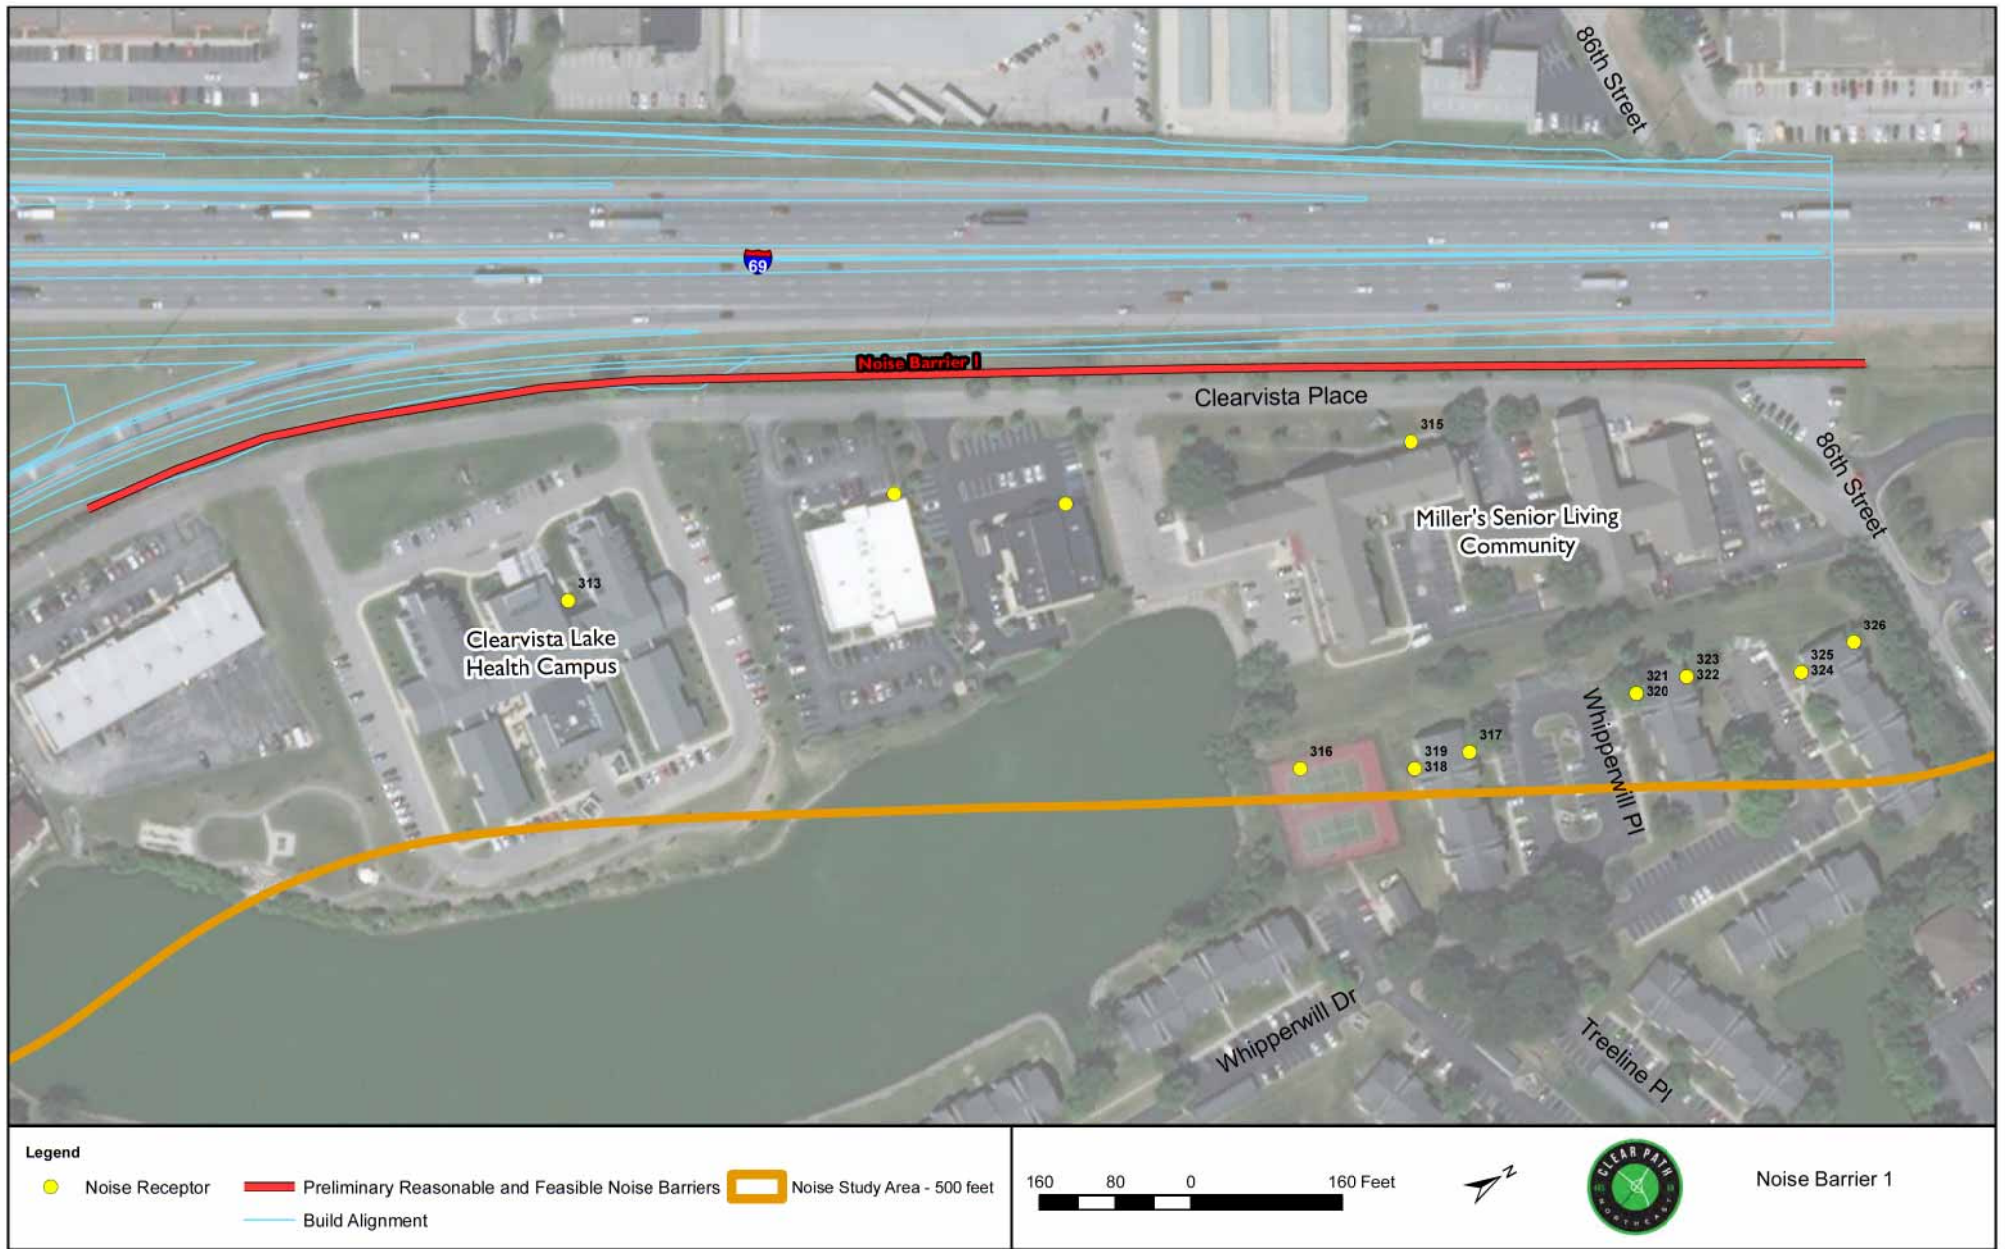 86th Street
69
Noise Barrier 1
Clearvista Place
315
86th Street
Miller's Senior Living
Community
313
Clearvista Lake
Health Campus
326
325
324
323
322
321
320
Whipperwill Pl
317
319
318
316
Whipperwill Dr
Treeline Pl
Legend
Noise Receptor
Preliminary Reasonable and Feasible Noise Barriers
Noise Study Area - 500 feet
Build Alignment
160 80 0 160 Feet
N
CLEAR PATH
NORTHEAST
Noise Barrier 1